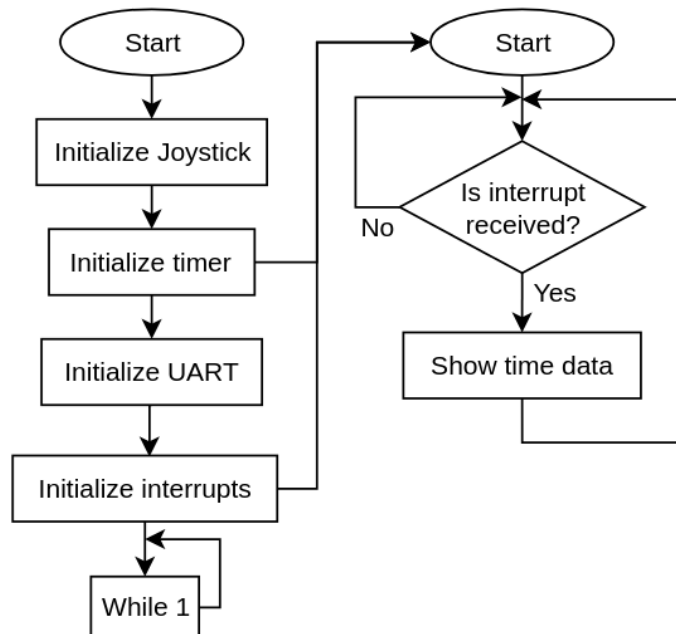 Start
Initialize Joystick
Initialize timer
Initialize UART
Initialize interrupts
While 1
Start
Is interrupt
received?
No
Yes
Show time data